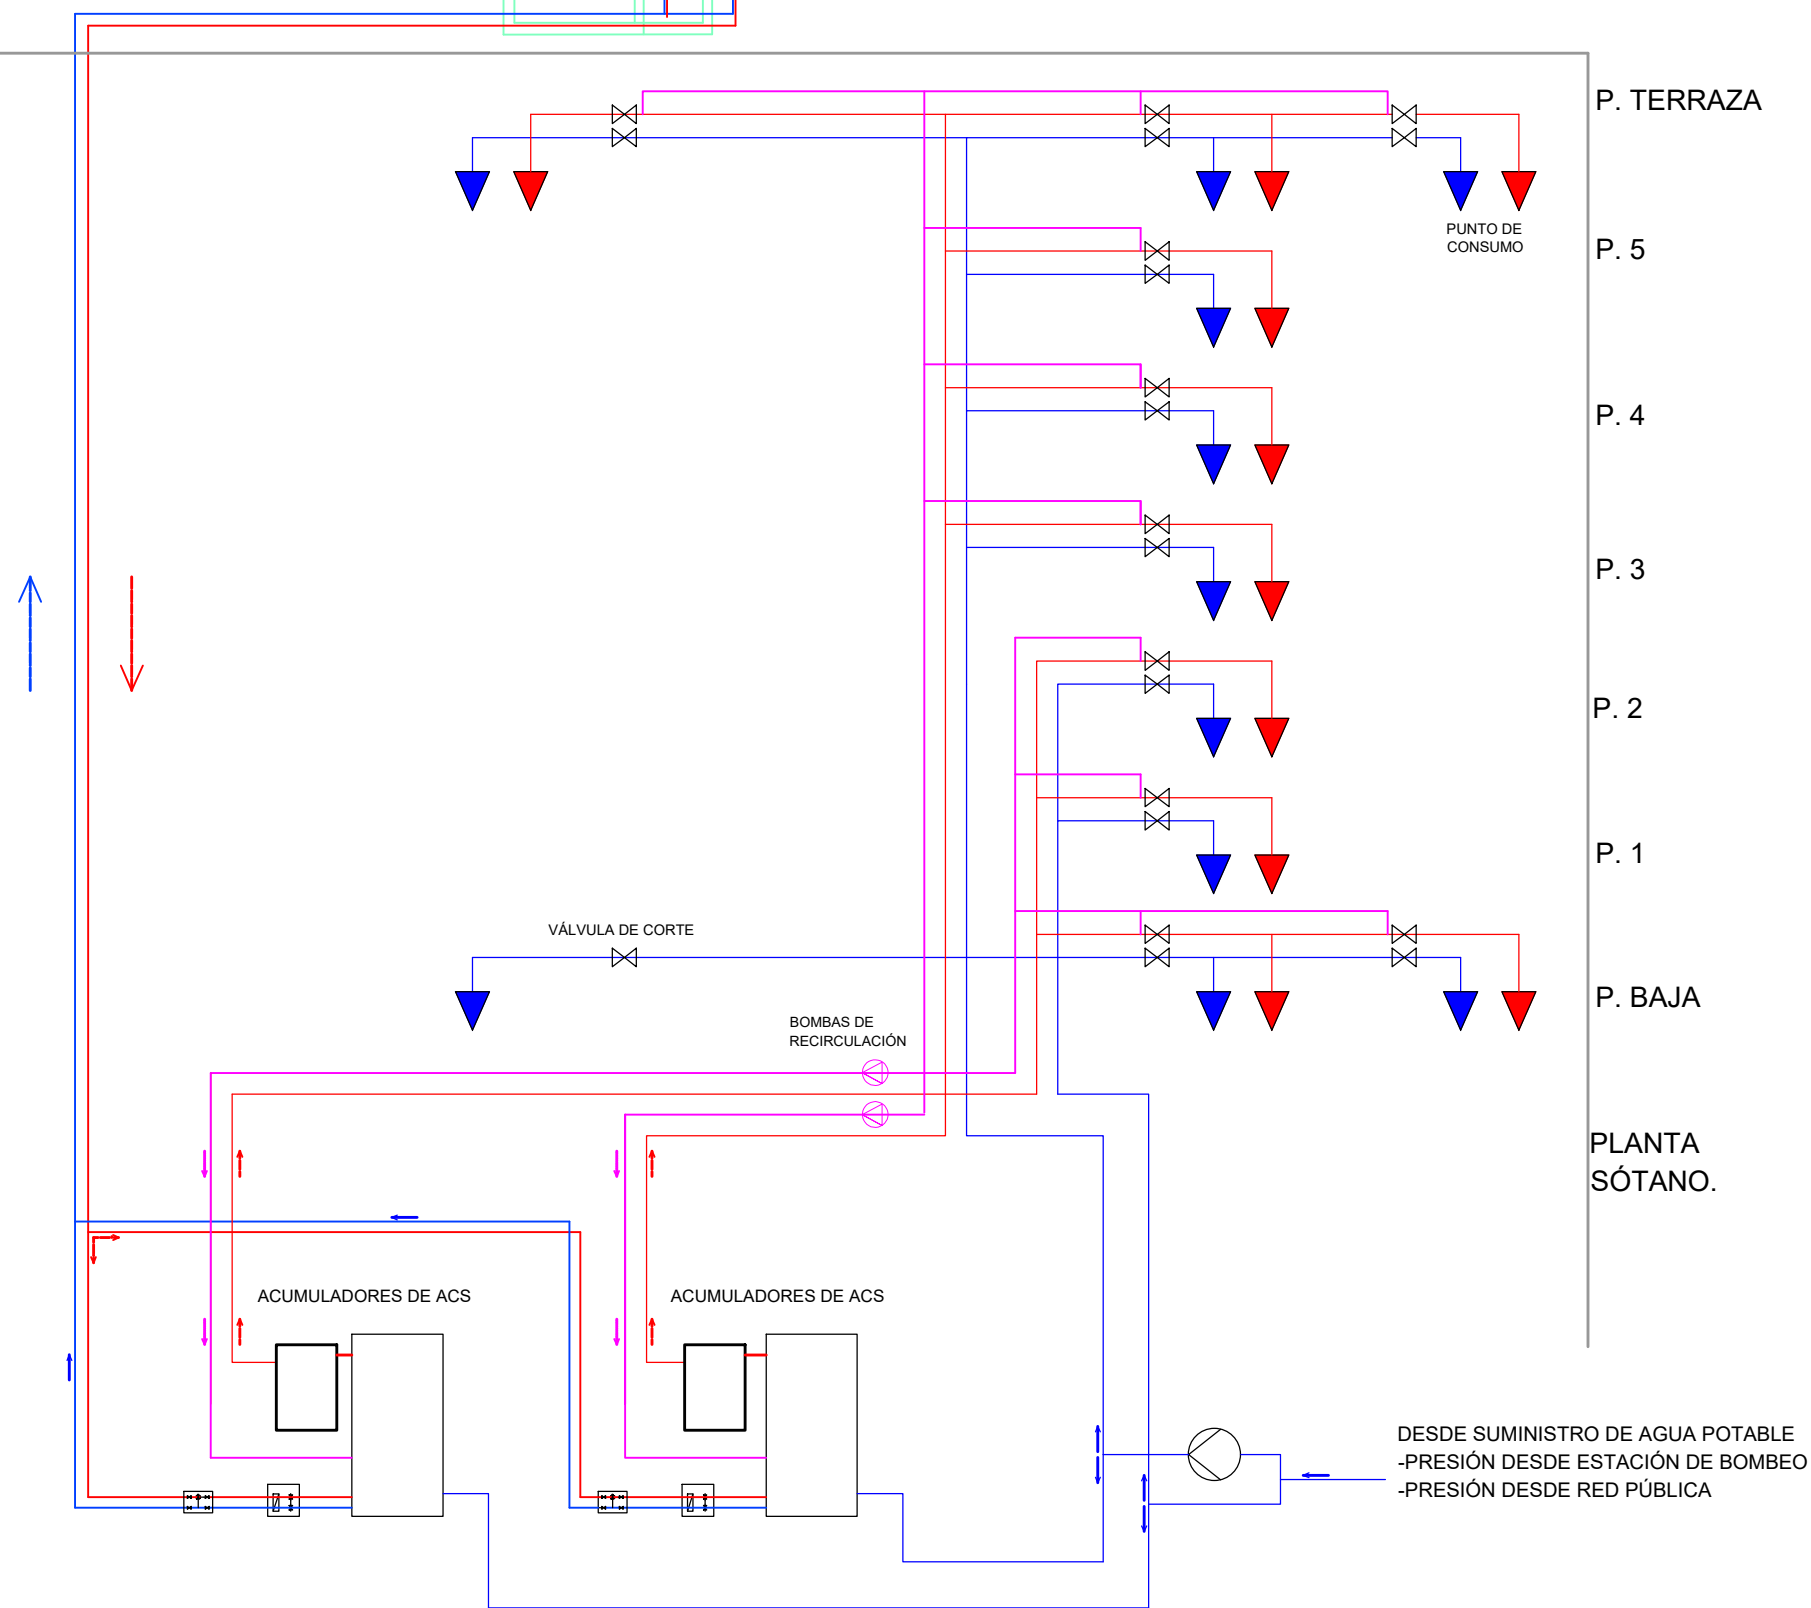 P. TERRAZA
PUNTO DE
CONSUMO
P. 5
P. 4
P. 3
P. 2
P. 1
VÁLVULA DE CORTE
P. BAJA
BOMBAS DE
RECIRCULACIÓN
PLANTA
SÓTANO.
ACUMULADORES DE ACS
ACUMULADORES DE ACS
DESDE SUMINISTRO DE AGUA POTABLE
-PRESIÓN DESDE ESTACIÓN DE BOMBEO
-PRESIÓN DESDE RED PÚBLICA